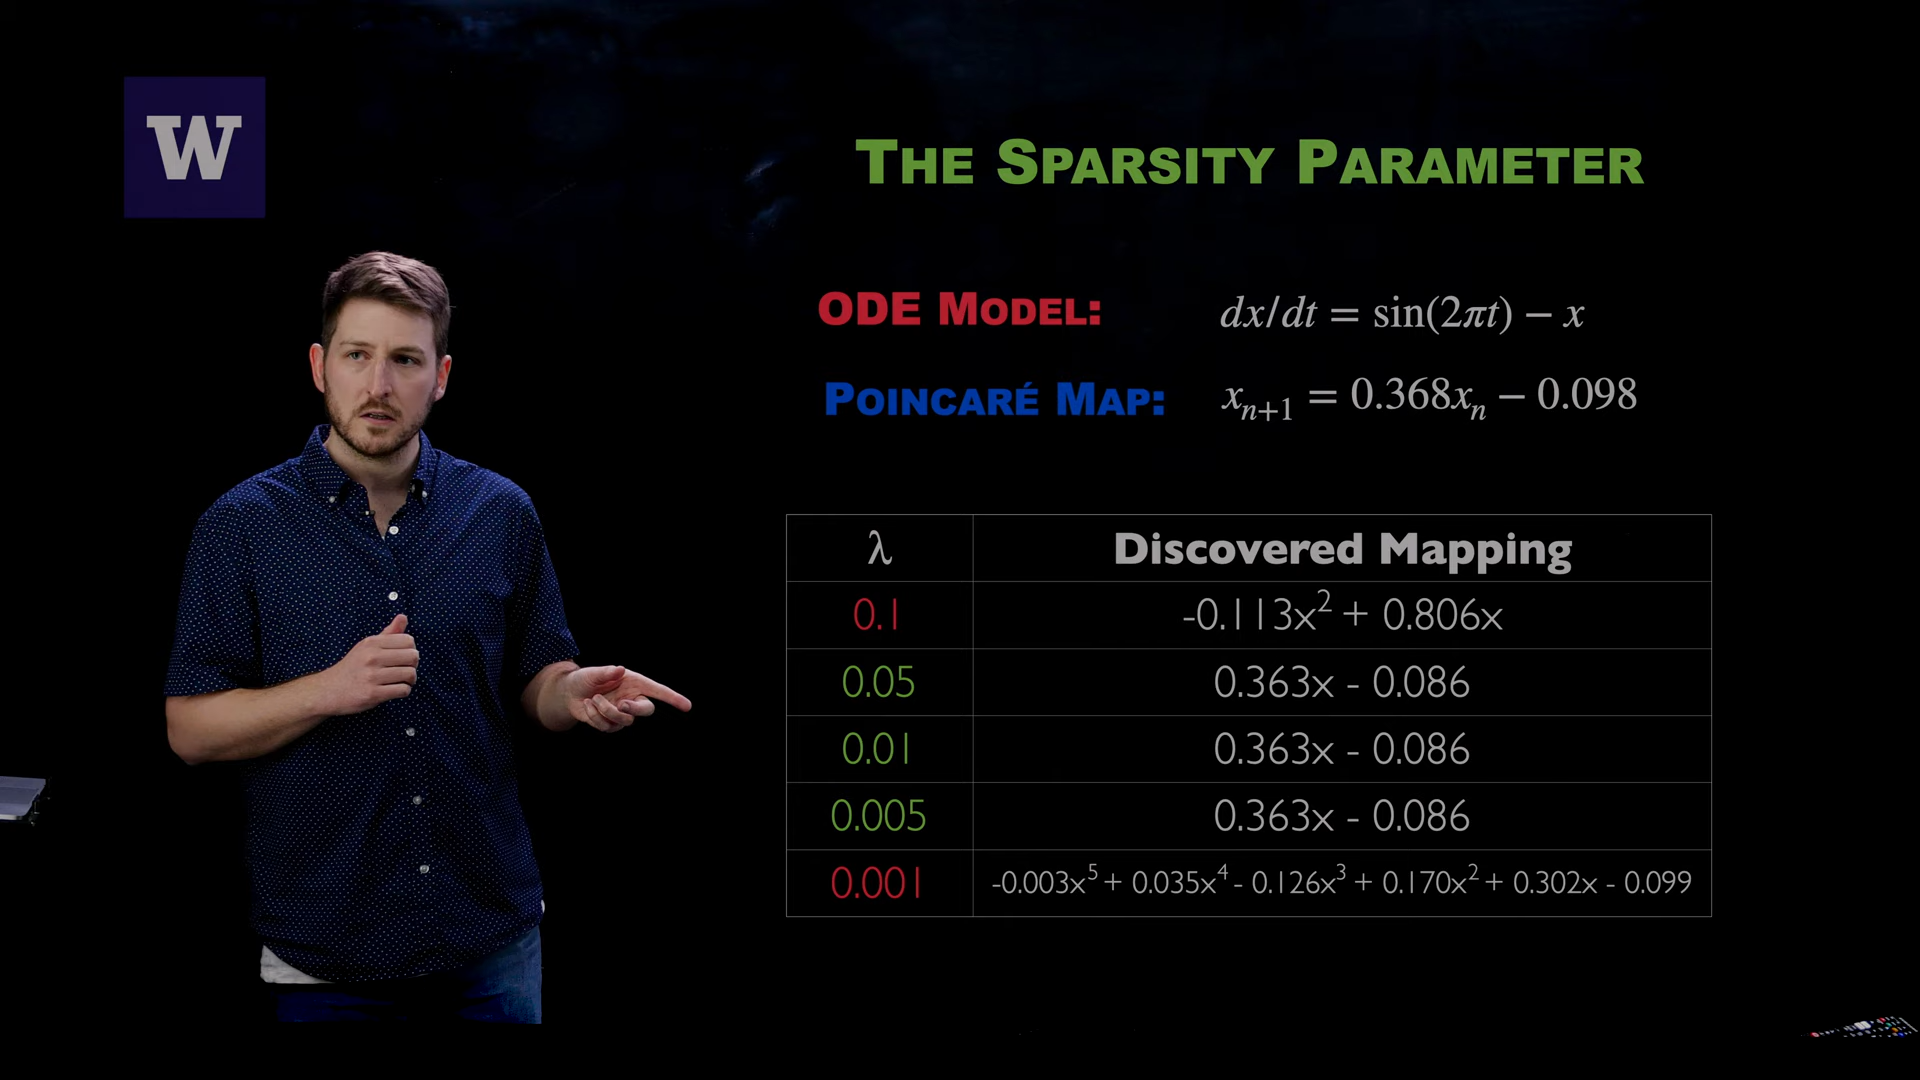 W
THE SPARSITY PARAMETER
ODE MODEL: dx/dt = sin(2πt) − x
POINCARÉ MAP: xₙ₊₁ = 0.368xₙ − 0.098
λ Discovered Mapping
0.1 -0.113x² + 0.806x
0.05 0.363x - 0.086
0.01 0.363x - 0.086
0.005 0.363x - 0.086
0.001 -0.003x⁵ + 0.035x⁴ - 0.126x³ + 0.170x² + 0.302x - 0.099